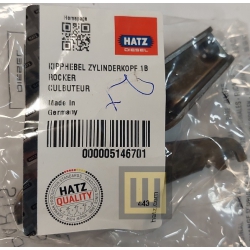 HATZ
DIESEL
KIPPHEBEL ZYLINDERKOPF 1B
ROCKER
CULBUTEUR
Made in
Germany
000005146701
HATZ
QUALITY